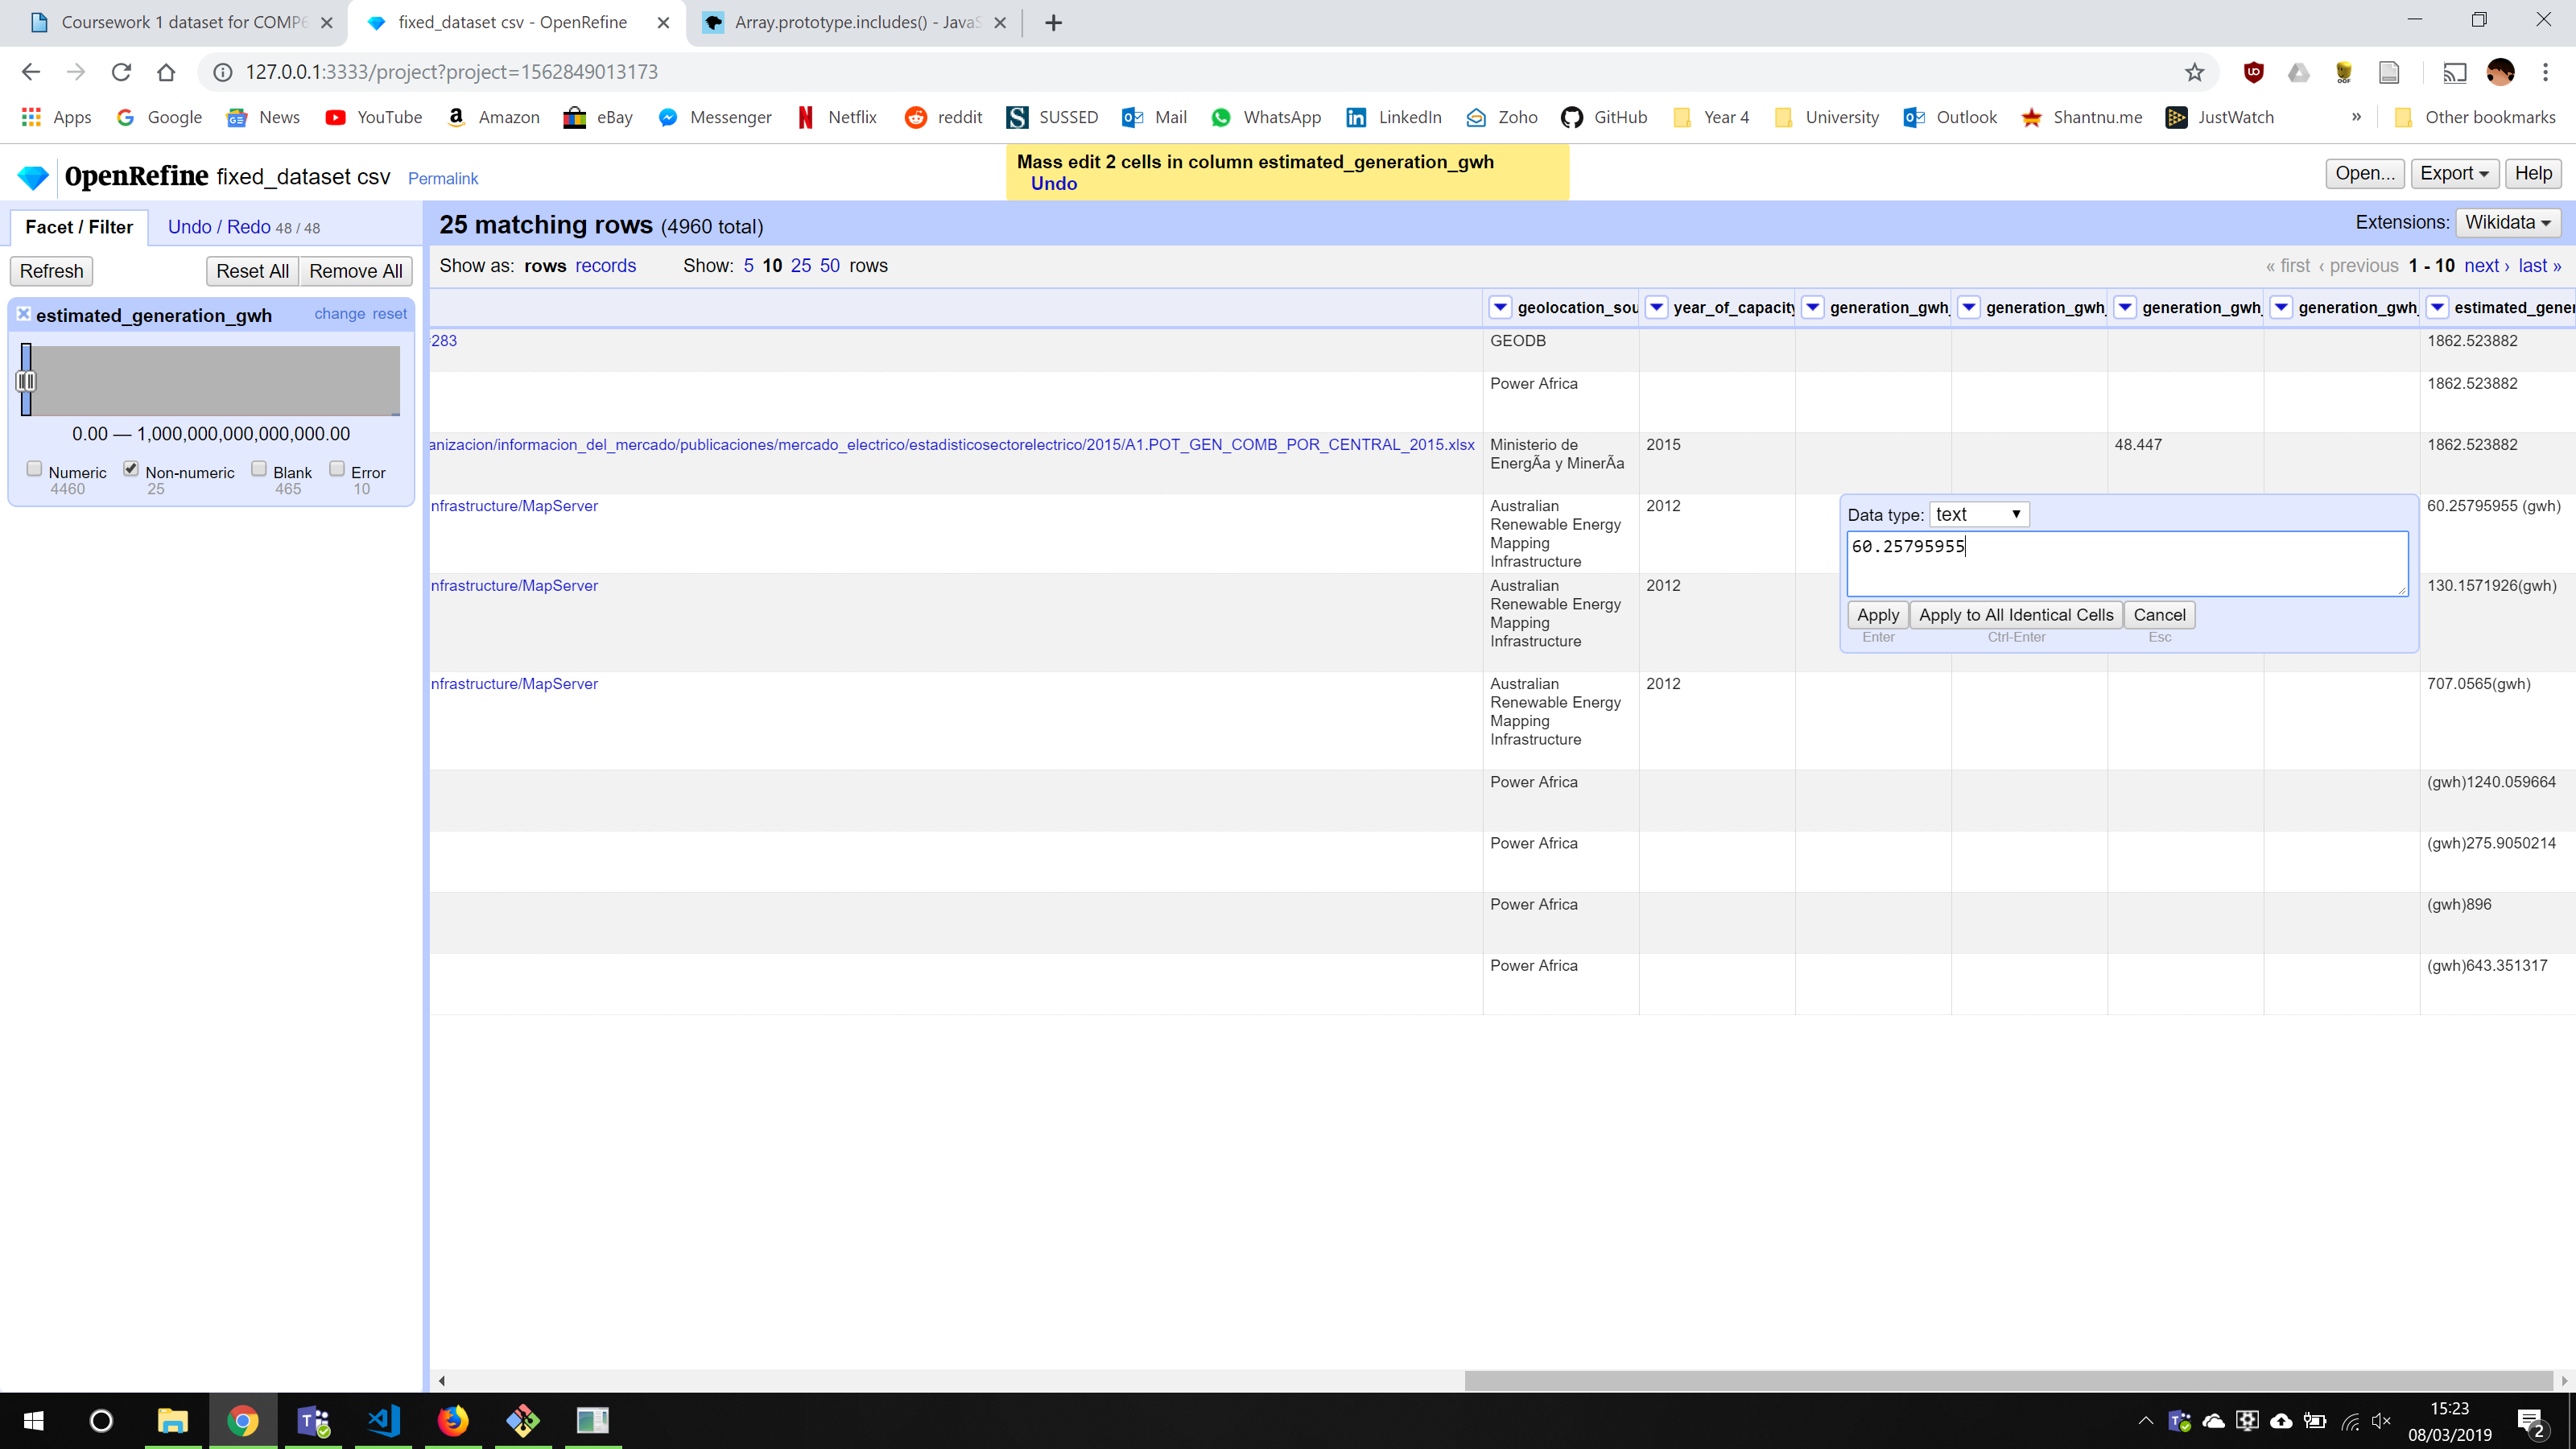 Coursework 1 dataset for COMP6
fixed_dataset csv - OpenRefine
Array.prototype.includes() - JavaS
127.0.0.1:3333/project?project=1562849013173
Apps
Google
News
YouTube
Amazon
eBay
Messenger
Netflix
reddit
SUSSED
Mail
WhatsApp
LinkedIn
Zoho
GitHub
Year 4
University
Outlook
Shantnu.me
JustWatch
»
Other bookmarks
OpenRefine fixed_dataset csv Permalink
Mass edit 2 cells in column estimated_generation_gwh
Undo
Open...
Export
Help
Facet / Filter
Undo / Redo 48 / 48
25 matching rows (4960 total)
Extensions: Wikidata
Refresh
Reset All
Remove All
Show as: rows records Show: 5 10 25 50 rows
« first ‹ previous 1 - 10 next › last »
estimated_generation_gwh
change reset
0.00 — 1,000,000,000,000,000.00
Numeric
4460
Non-numeric
25
Blank
465
Error
10
geolocation_sou
year_of_capacity
generation_gwh_
generation_gwh_
generation_gwh_
generation_gwh_
estimated_gener
283
GEODB
1862.523882
Power Africa
1862.523882
anizacion/informacion_del_mercado/publicaciones/mercado_electrico/estadisticosectorelectrico/2015/A1.POT_GEN_COMB_POR_CENTRAL_2015.xlsx
Ministerio de
EnergÃa y MinerÃa
2015
48.447
1862.523882
nfrastructure/MapServer
Australian
Renewable Energy
Mapping
Infrastructure
2012
60.25795955 (gwh)
Data type: text
60.25795955
Apply
Enter
Apply to All Identical Cells
Ctrl-Enter
Cancel
Esc
nfrastructure/MapServer
Australian
Renewable Energy
Mapping
Infrastructure
2012
130.1571926(gwh)
nfrastructure/MapServer
Australian
Renewable Energy
Mapping
Infrastructure
2012
707.0565(gwh)
Power Africa
(gwh)1240.059664
Power Africa
(gwh)275.9050214
Power Africa
(gwh)896
Power Africa
(gwh)643.351317
15:23
08/03/2019
2